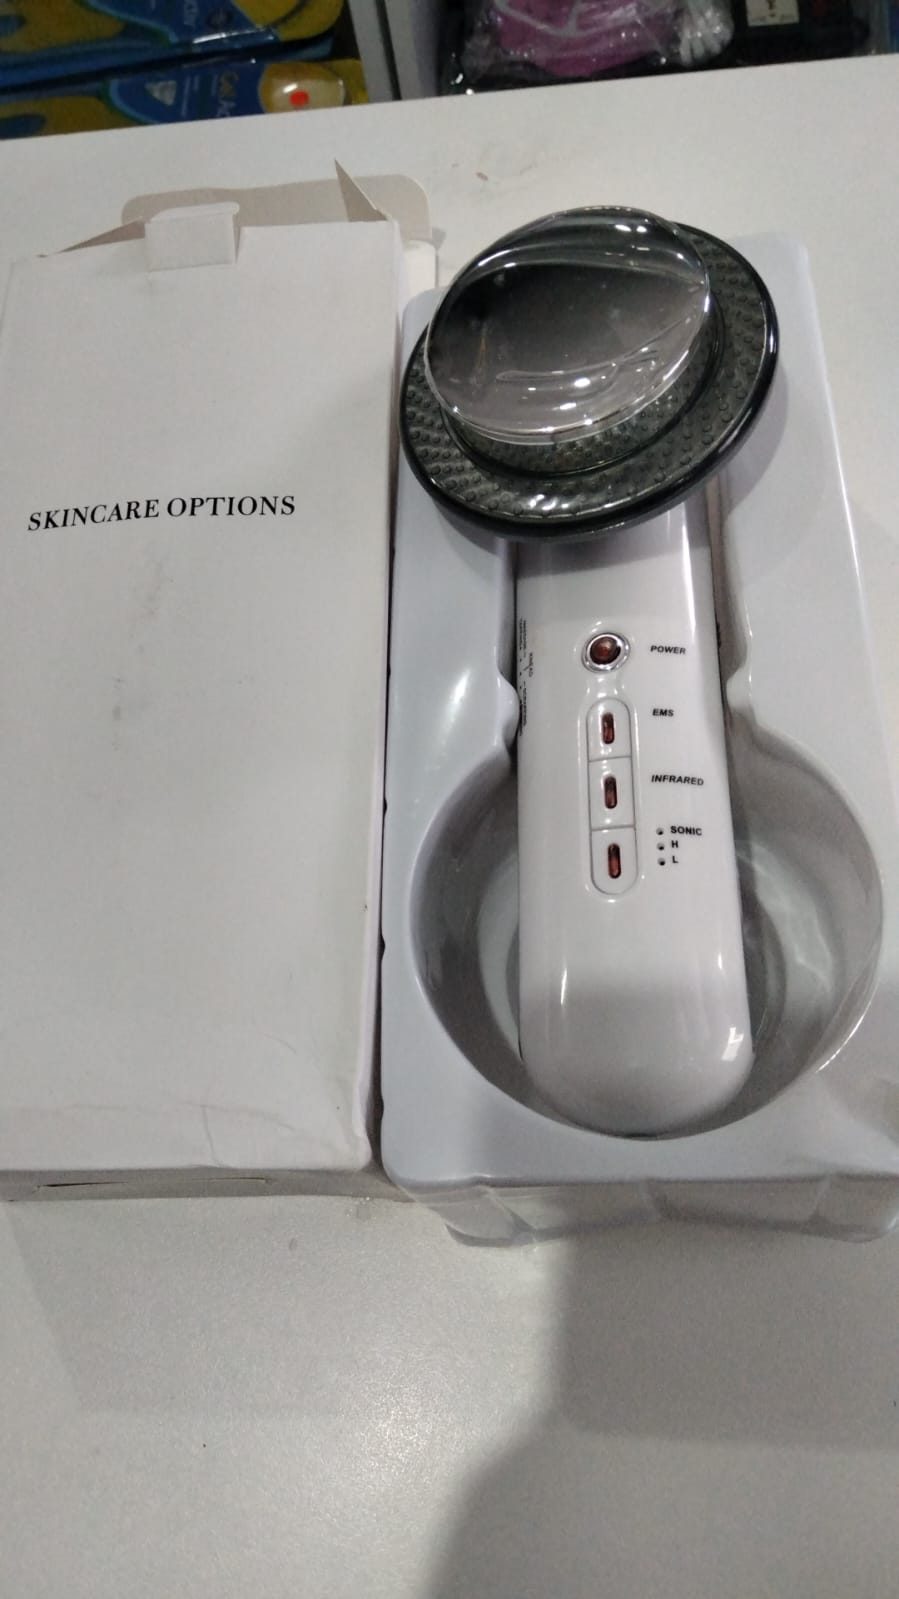 SKINCARE OPTIONS
POWER
EMS
INFRARED
SONIC
H
L